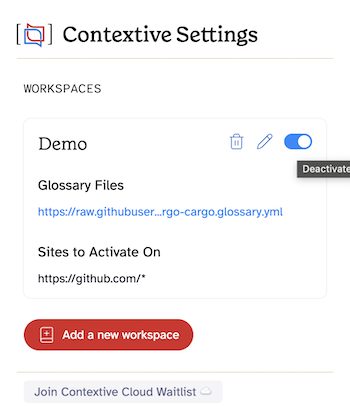 Contextive Settings
WORKSPACES
Demo
Deactivate
Glossary Files
https://raw.githubuser...rgo-cargo.glossary.yml
Sites to Activate On
https://github.com/*
Add a new workspace
Join Contextive Cloud Waitlist